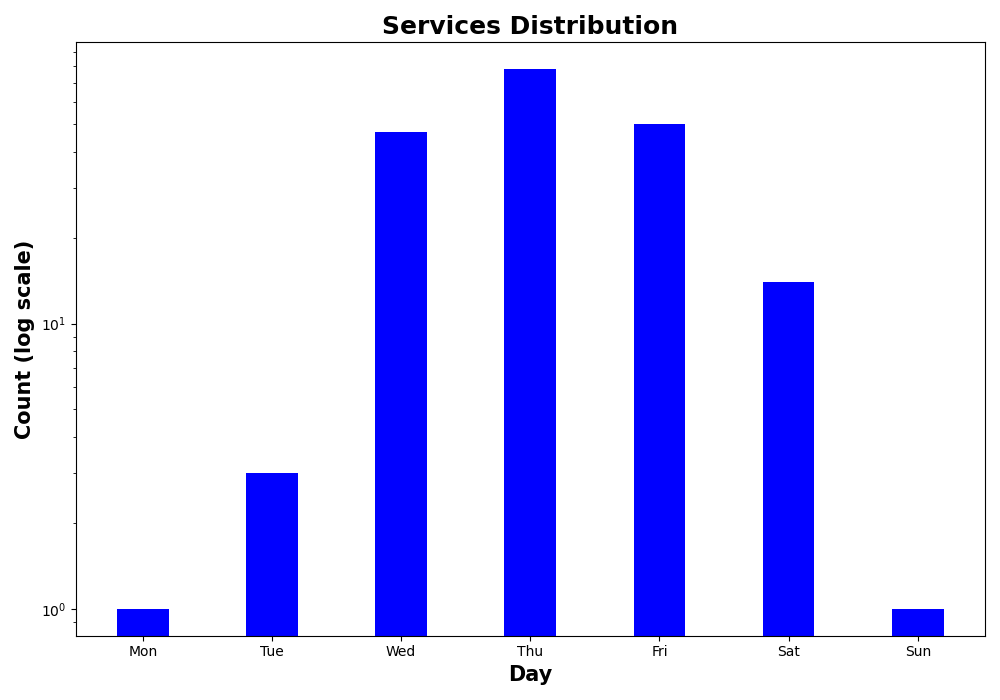 Services Distribution
Count (log scale)
10¹
10⁰
Mon Tue Wed Thu Fri Sat Sun
Day